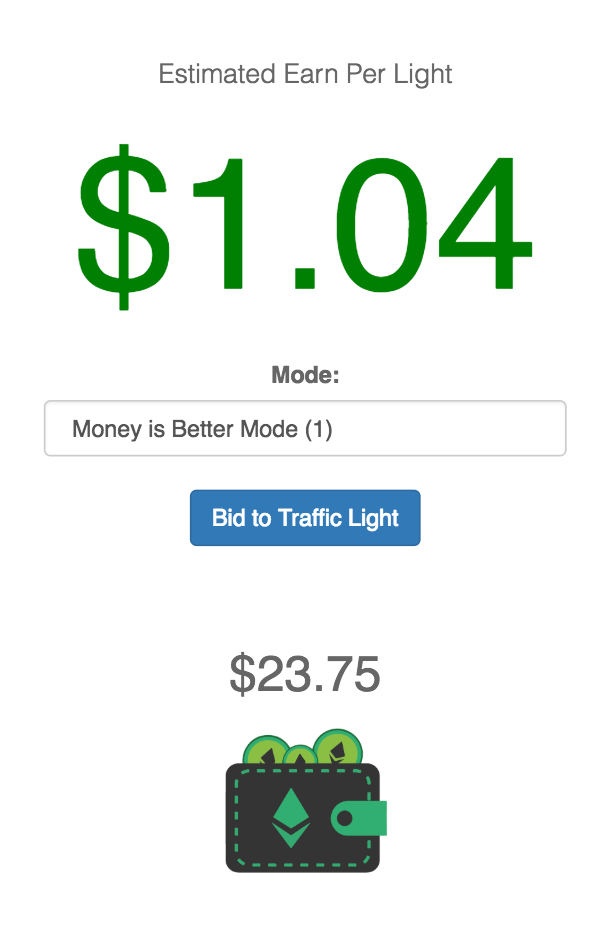 Estimated Earn Per Light
$1.04
Mode:
Money is Better Mode (1)
Bid to Traffic Light
$23.75